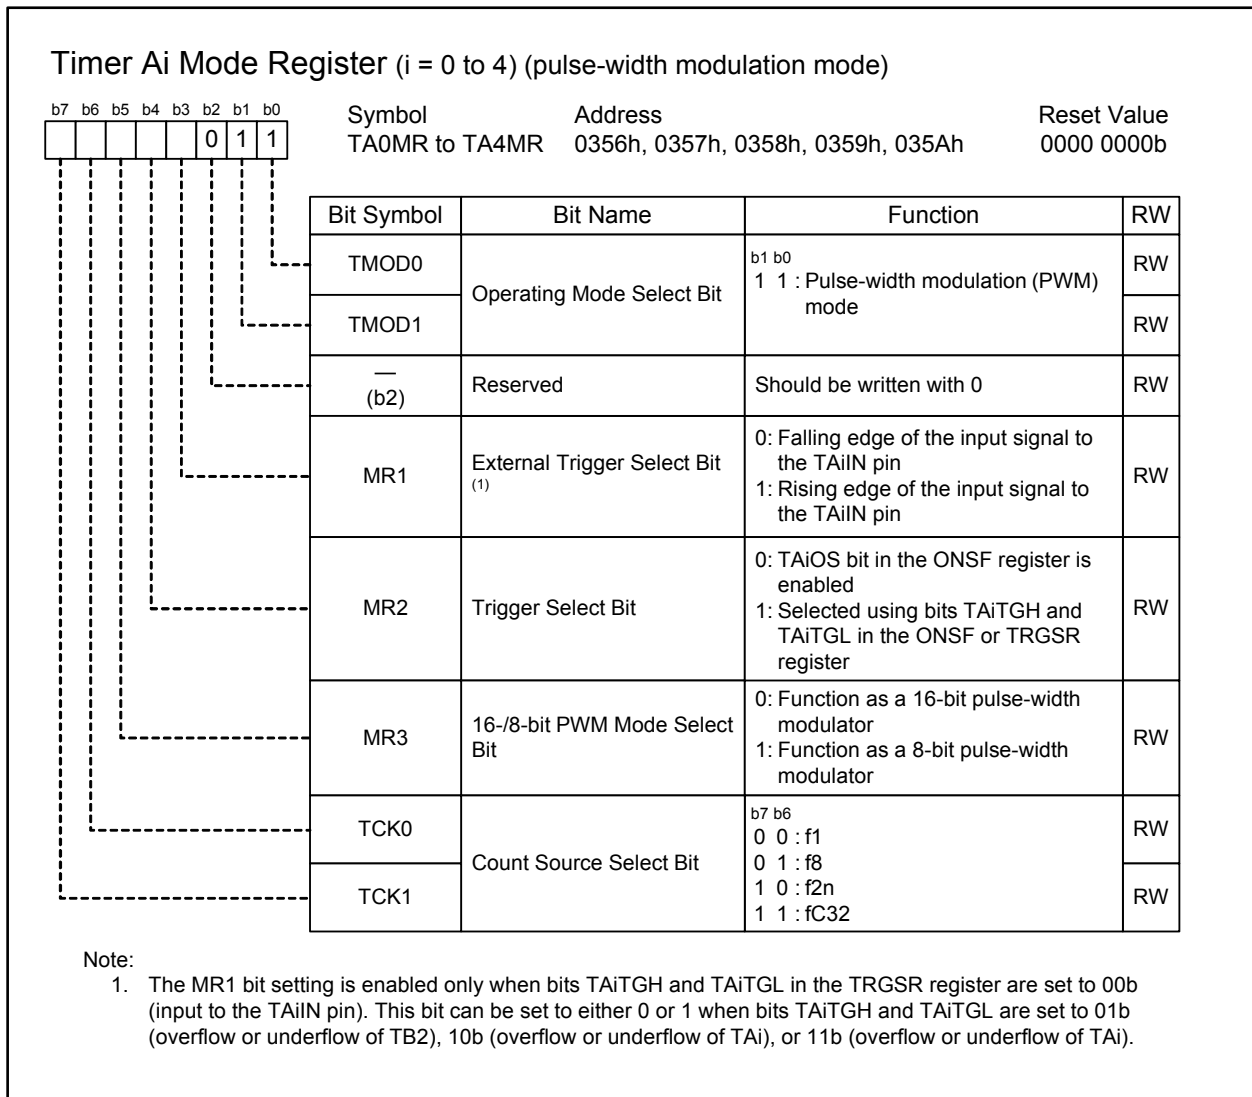 Timer Ai Mode Register (i = 0 to 4) (pulse-width modulation mode)
b7 b6 b5 b4 b3 b2 b1 b0
0 1 1
Symbol Address Reset Value
TA0MR to TA4MR 0356h, 0357h, 0358h, 0359h, 035Ah 0000 0000b
Bit Symbol Bit Name Function RW
TMOD0
TMOD1
Operating Mode Select Bit
b1 b0
1 1 : Pulse-width modulation (PWM)
mode
RW
RW
—
(b2)
Reserved
Should be written with 0
RW
MR1
External Trigger Select Bit
(1)
0: Falling edge of the input signal to
the TAiIN pin
1: Rising edge of the input signal to
the TAiIN pin
RW
MR2
Trigger Select Bit
0: TAiOS bit in the ONSF register is
enabled
1: Selected using bits TAiTGH and
TAiTGL in the ONSF or TRGSR
register
RW
MR3
16-/8-bit PWM Mode Select
Bit
0: Function as a 16-bit pulse-width
modulator
1: Function as a 8-bit pulse-width
modulator
RW
TCK0
TCK1
Count Source Select Bit
b7 b6
0 0 : f1
0 1 : f8
1 0 : f2n
1 1 : fC32
RW
RW
Note:
1. The MR1 bit setting is enabled only when bits TAiTGH and TAiTGL in the TRGSR register are set to 00b
(input to the TAiIN pin). This bit can be set to either 0 or 1 when bits TAiTGH and TAiTGL are set to 01b
(overflow or underflow of TB2), 10b (overflow or underflow of TAi), or 11b (overflow or underflow of TAi).